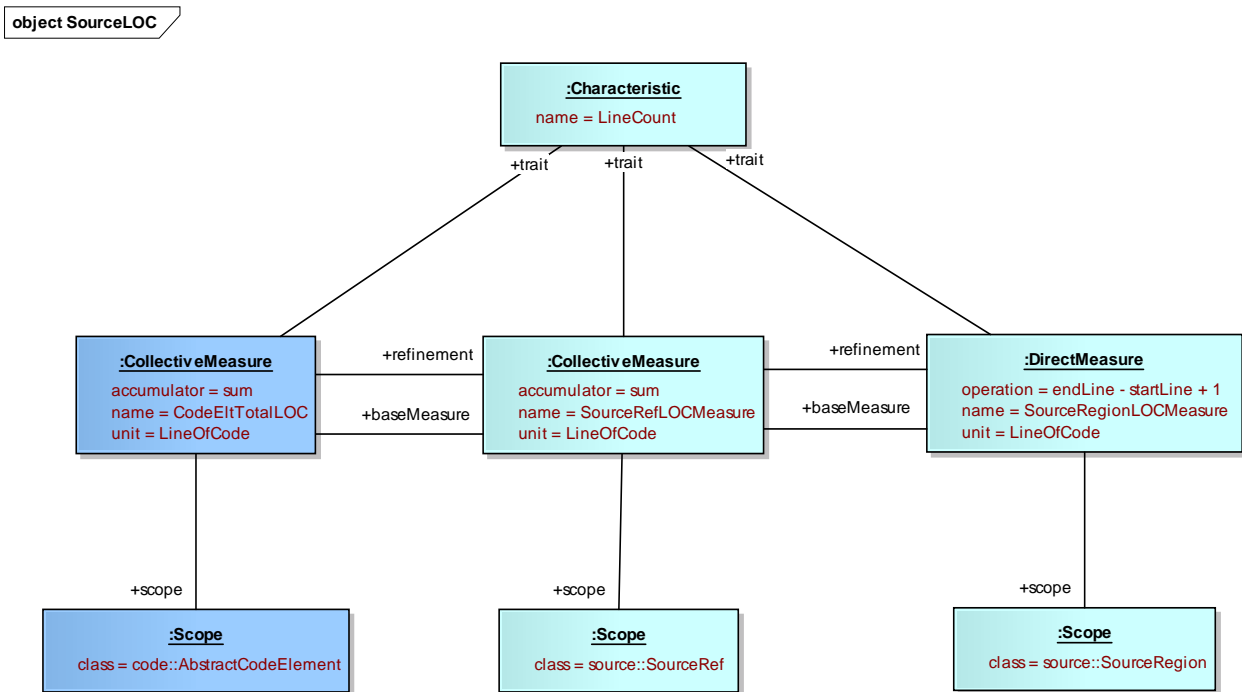 object SourceLOC
:Characteristic
name = LineCount
+trait
+trait
+trait
:CollectiveMeasure
accumulator = sum
name = CodeEltTotalLOC
unit = LineOfCode
+refinement
+baseMeasure
:CollectiveMeasure
accumulator = sum
name = SourceRefLOCMeasure
unit = LineOfCode
+refinement
+baseMeasure
:DirectMeasure
operation = endLine - startLine + 1
name = SourceRegionLOCMeasure
unit = LineOfCode
+scope
+scope
+scope
:Scope
class = code::AbstractCodeElement
:Scope
class = source::SourceRef
:Scope
class = source::SourceRegion